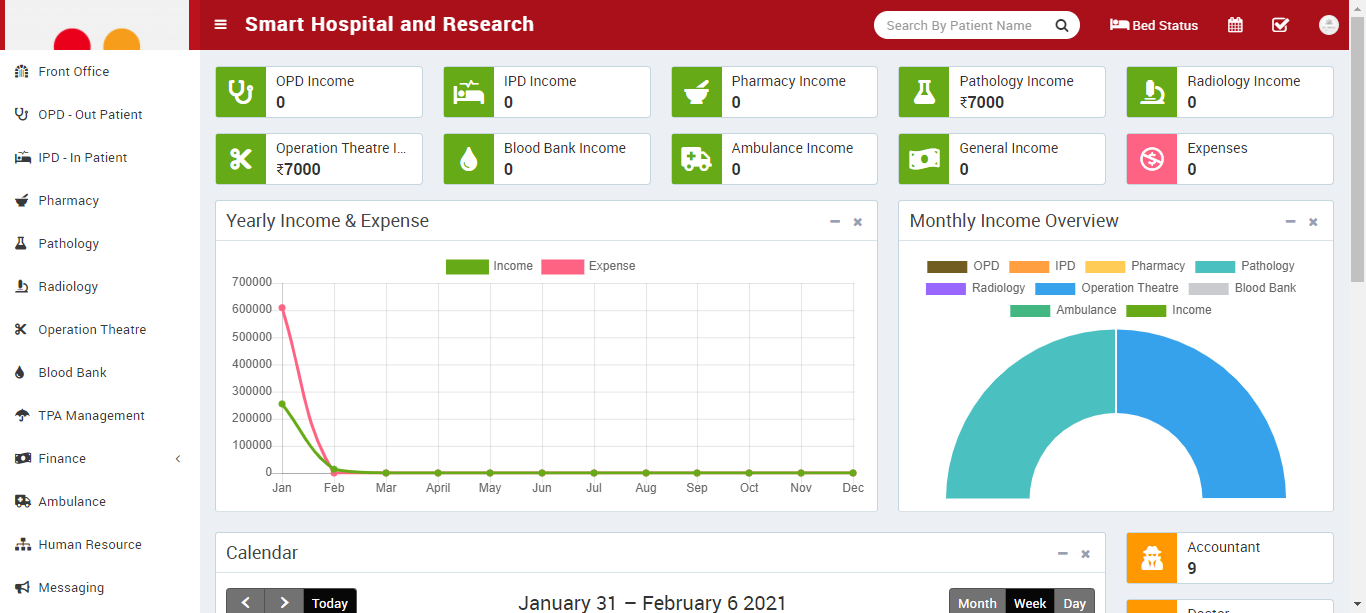 Smart Hospital and Research
Search By Patient Name
Bed Status
Front Office
OPD - Out Patient
IPD - In Patient
Pharmacy
Pathology
Radiology
Operation Theatre
Blood Bank
TPA Management
Finance
Ambulance
Human Resource
Messaging
OPD Income
0
IPD Income
0
Pharmacy Income
0
Pathology Income
₹7000
Radiology Income
0
Operation Theatre I...
₹7000
Blood Bank Income
0
Ambulance Income
0
General Income
0
Expenses
0
Yearly Income & Expense
Income Expense
700000
600000
500000
400000
300000
200000
100000
0
Jan Feb Mar April May Jun Jul Aug Sep Oct Nov Dec
Monthly Income Overview
OPD IPD Pharmacy Pathology
Radiology Operation Theatre Blood Bank
Ambulance Income
Calendar
Today
January 31 – February 6 2021
Month Week Day
Accountant
9
Doctor